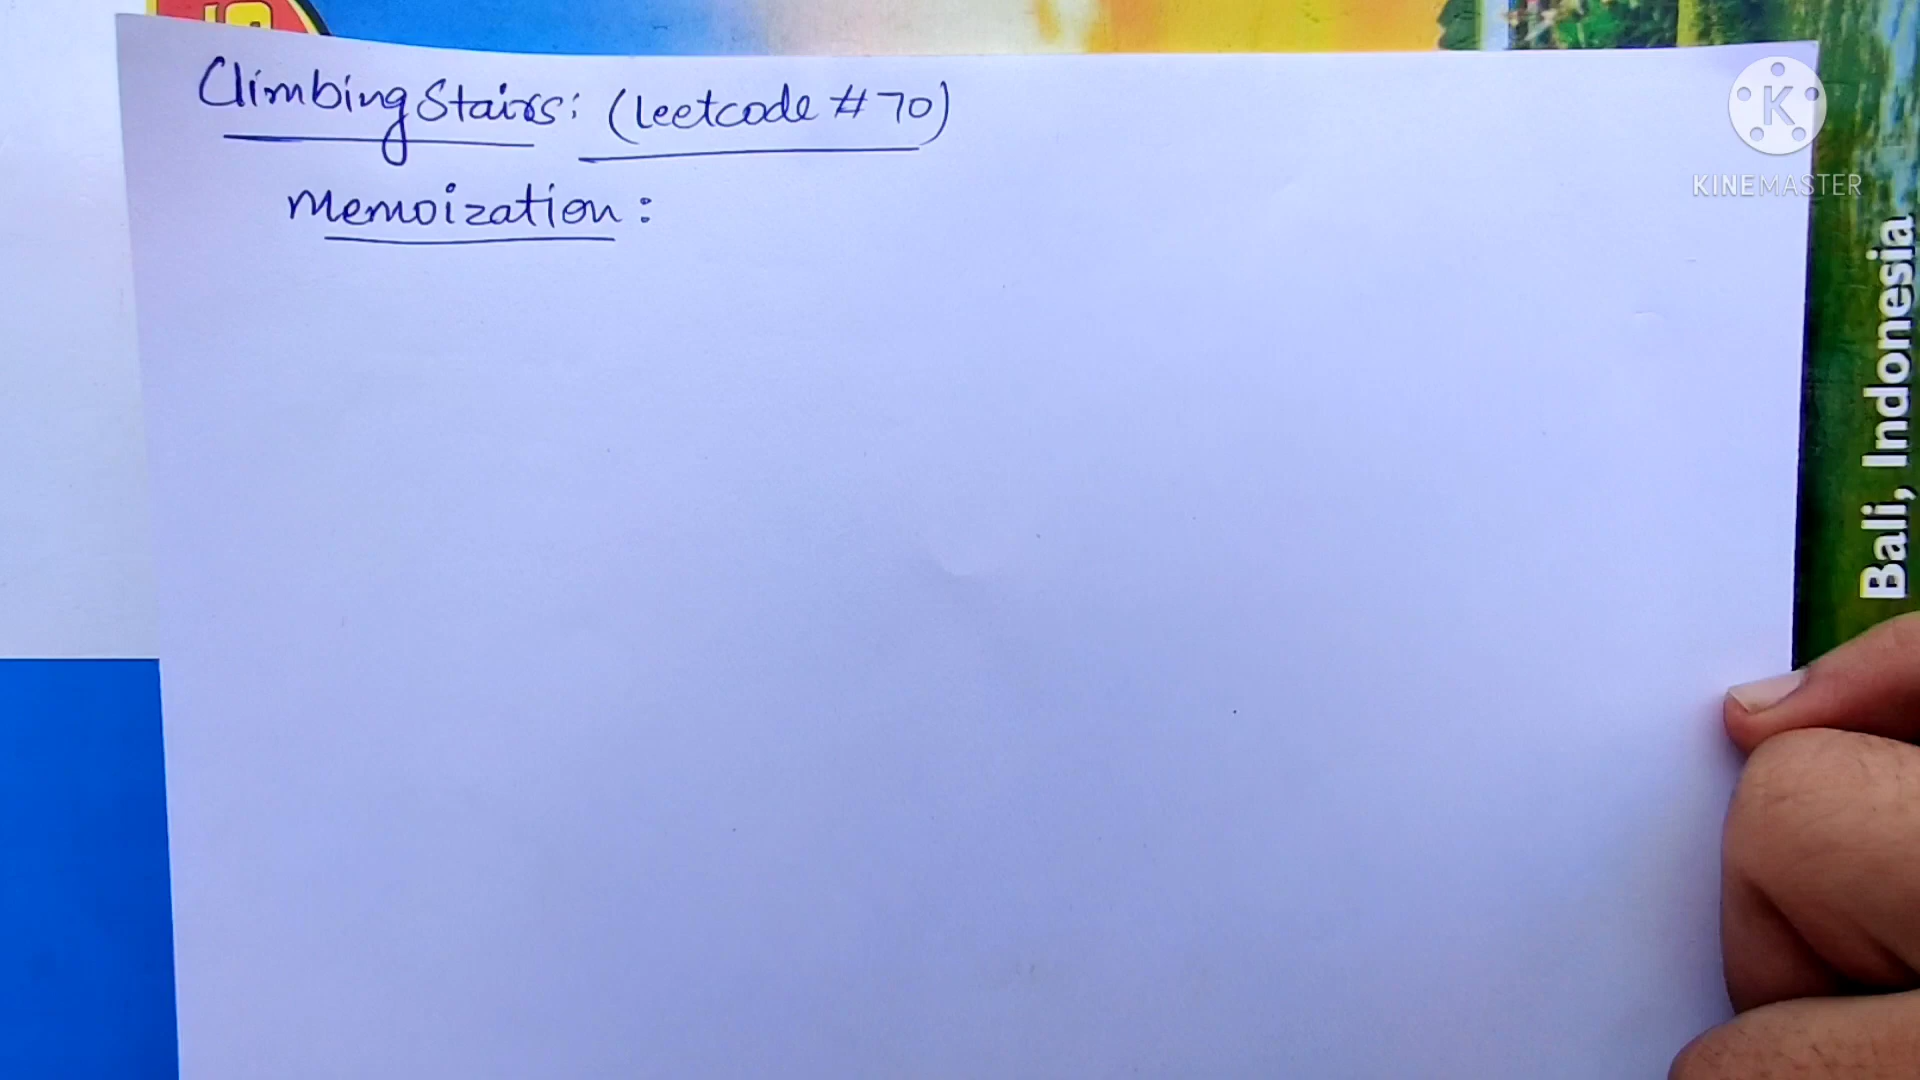 Climbing Stairs: (leetcode #70)
Memoization:
KINEMASTER
Bali, Indonesia